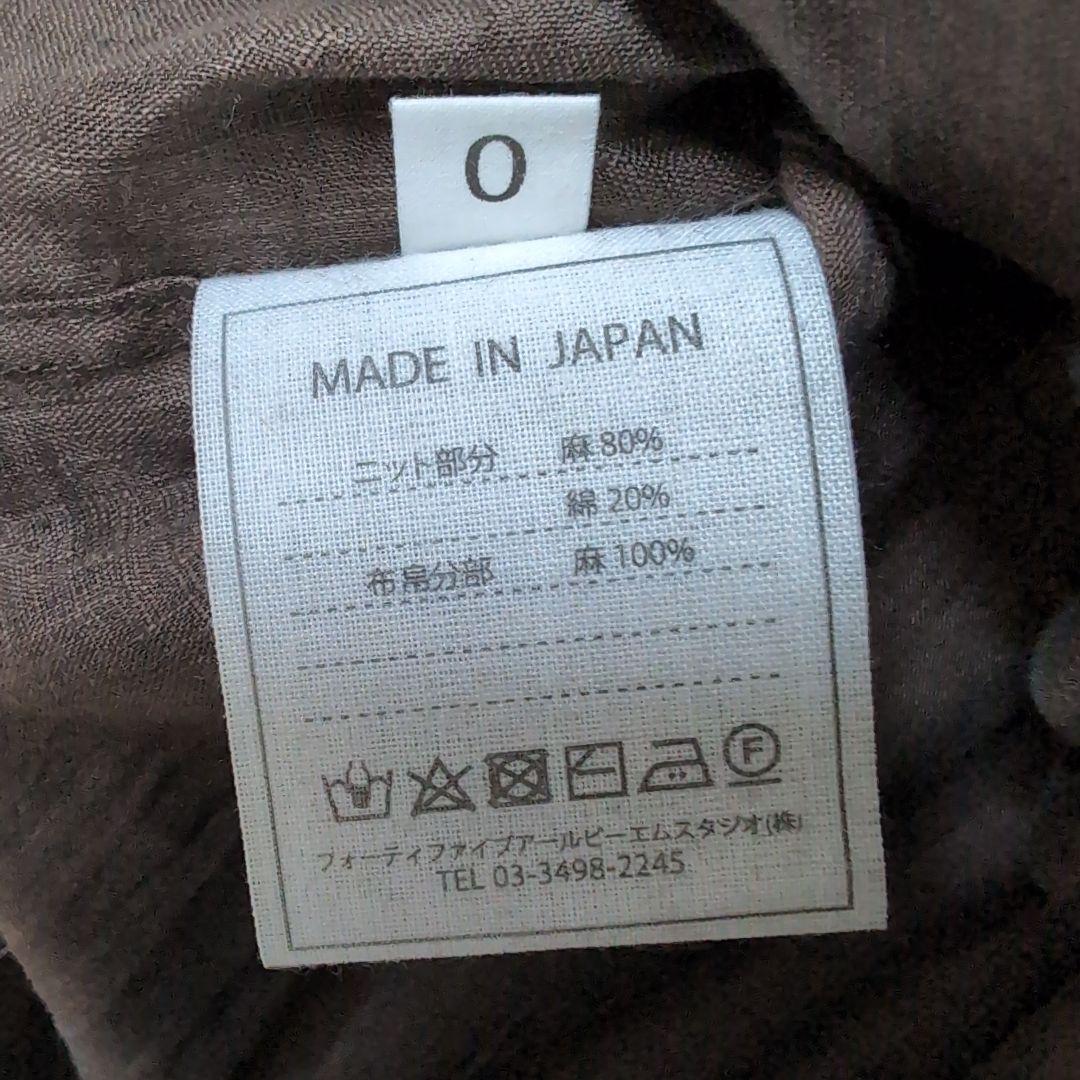 0
MADE IN JAPAN
ニット部分 麻 80%
綿 20%
布帛分部 麻 100%
F
フォーティファイブアールピーエムスタジオ(株)
TEL 03-3498-2245